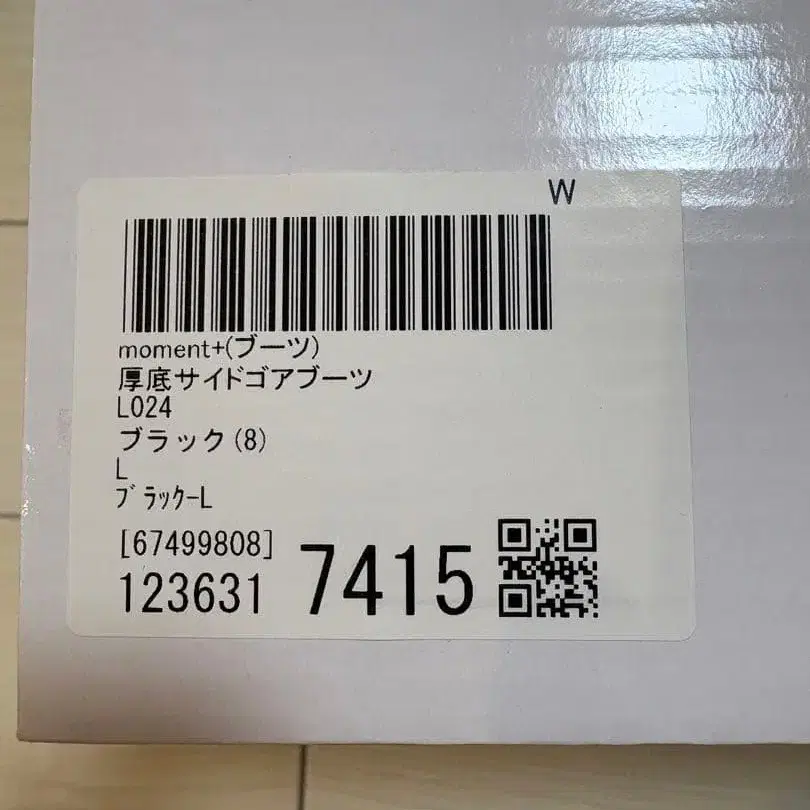 W
moment+(ブーツ)
厚底サイドゴアブーツ
L024
ブラック(8)
L
ﾌﾞﾗｯｸ-L
[67499808]
123631 7415